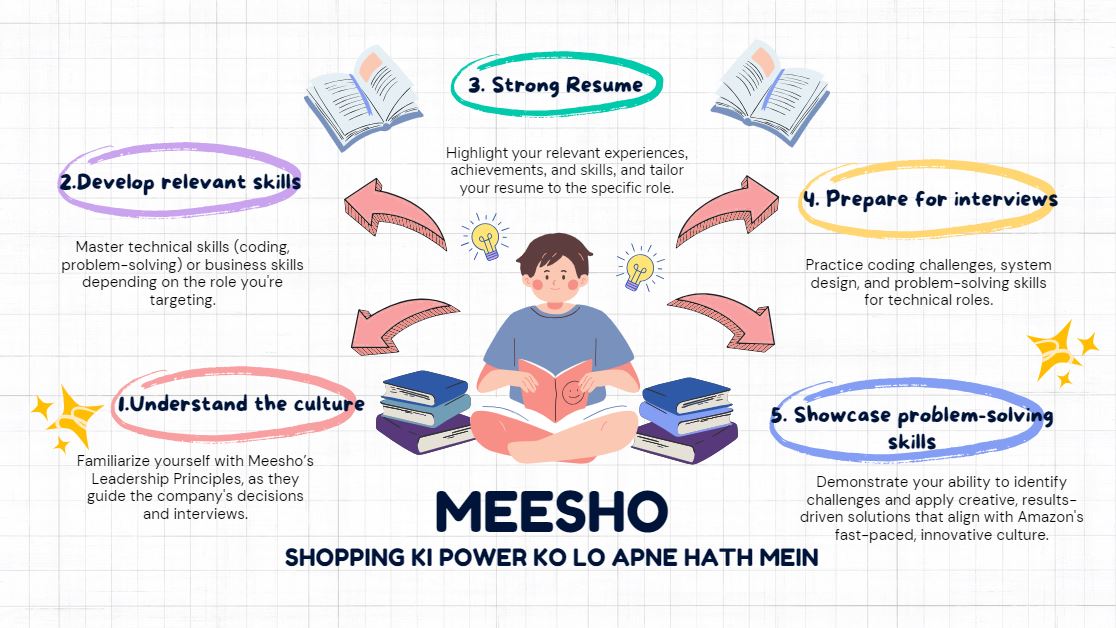 3. Strong Resume
Highlight your relevant experiences,
achievements, and skills, and tailor
your resume to the specific role.
2.Develop relevant skills
Master technical skills (coding,
problem-solving) or business skills
depending on the role you're
targeting.
4. Prepare for interviews
Practice coding challenges, system
design, and problem-solving skills
for technical roles.
1.Understand the culture
Familiarize yourself with Meesho’s
Leadership Principles, as they
guide the company's decisions
and interviews.
5. Showcase problem-solving
skills
Demonstrate your ability to identify
challenges and apply creative, results-
driven solutions that align with Amazon's
fast-paced, innovative culture.
MEESHO
SHOPPING KI POWER KO LO APNE HATH MEIN